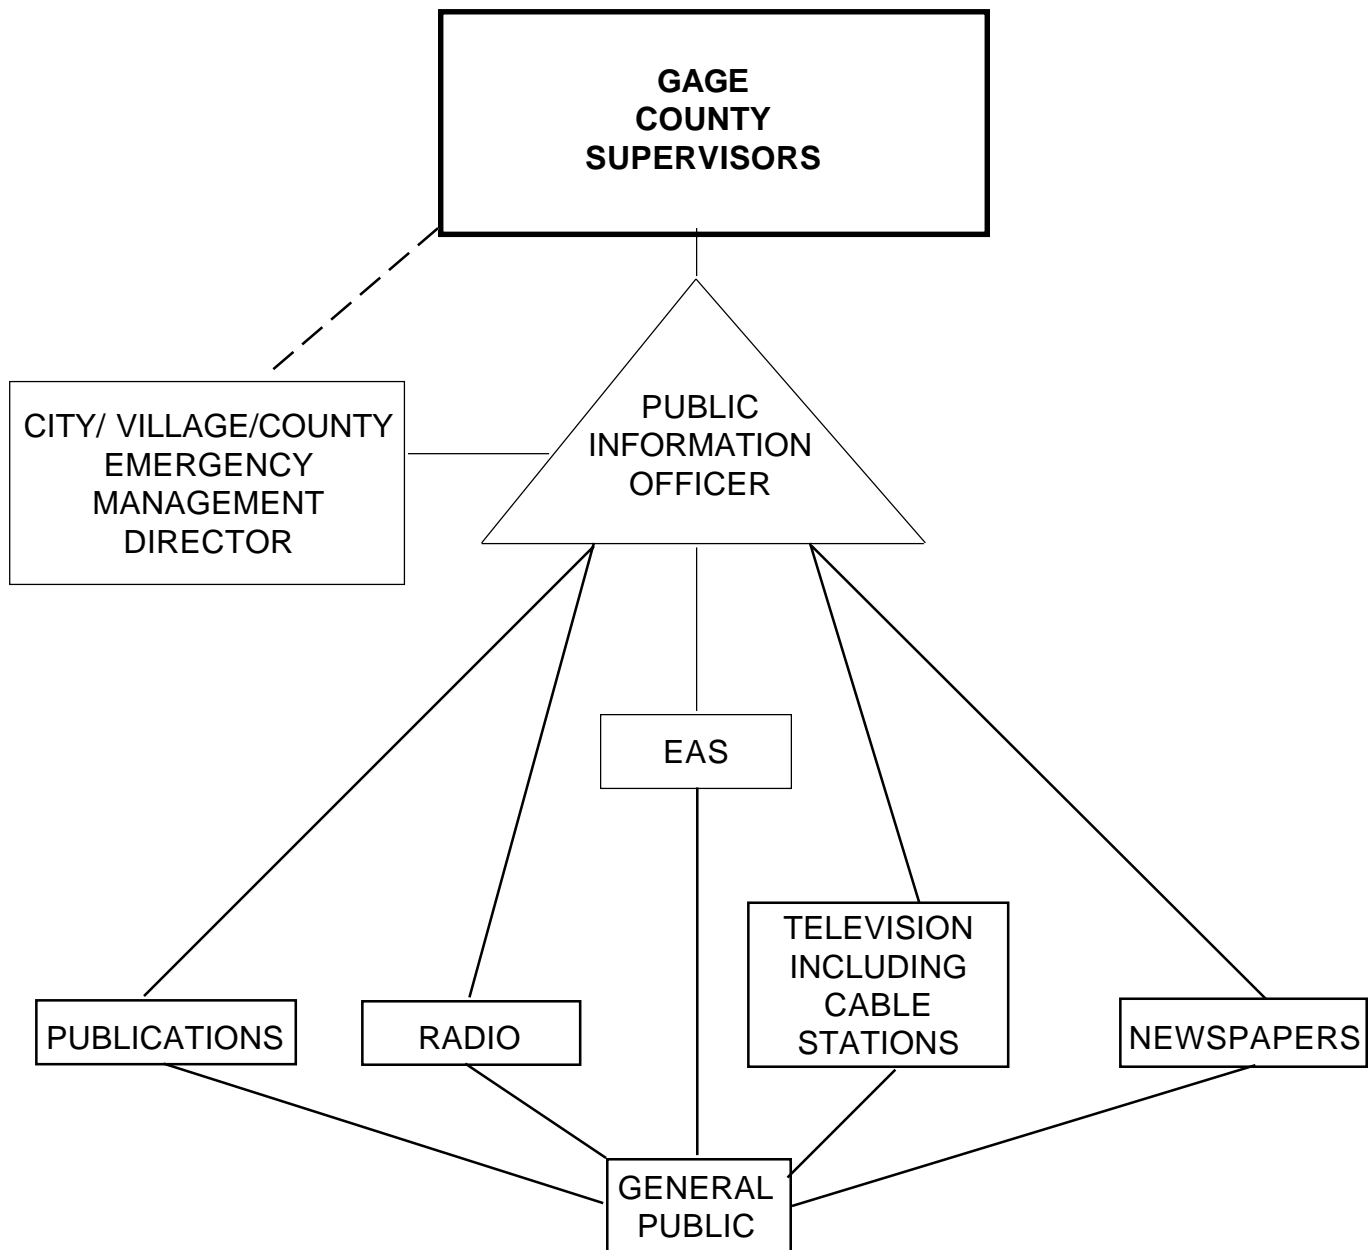 GAGE
COUNTY
SUPERVISORS
CITY/ VILLAGE/COUNTY
EMERGENCY
MANAGEMENT
DIRECTOR
PUBLIC
INFORMATION
OFFICER
EAS
PUBLICATIONS
RADIO
TELEVISION
INCLUDING
CABLE
STATIONS
NEWSPAPERS
GENERAL
PUBLIC